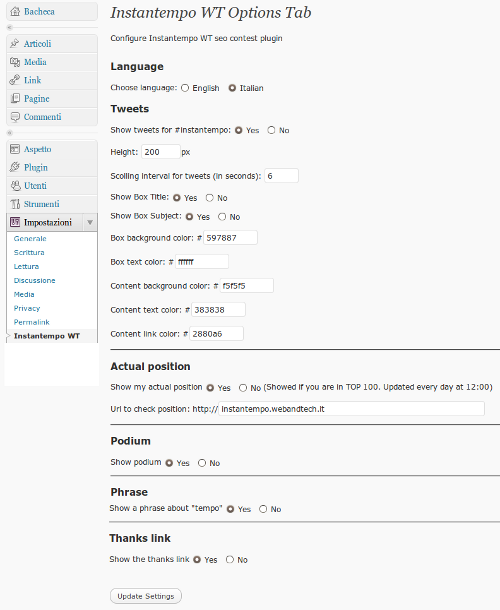 Instantempo WT Options Tab
Configure Instantempo WT seo contest plugin
Bacheca
Articoli
Media
Link
Pagine
Commenti
Aspetto
Plugin
Utenti
Strumenti
Impostazioni
Generale
Scrittura
Lettura
Discussione
Media
Privacy
Permalink
Instantempo WT
Language
Choose language: English Italian
Tweets
Show tweets for #instantempo: Yes No
Height: 200 px
Scolling interval for tweets (in seconds): 6
Show Box Title: Yes No
Show Box Subject: Yes No
Box background color: # 597887
Box text color: # ffffff
Content background color: # f5f5f5
Content text color: # 383838
Content link color: # 2880a6
Actual position
Show my actual position Yes No (Showed if you are in TOP 100. Updated every day at 12:00)
Url to check position: http:// instantempo.webandtech.it
Podium
Show podium Yes No
Phrase
Show a phrase about "tempo" Yes No
Thanks link
Show the thanks link Yes No
Update Settings